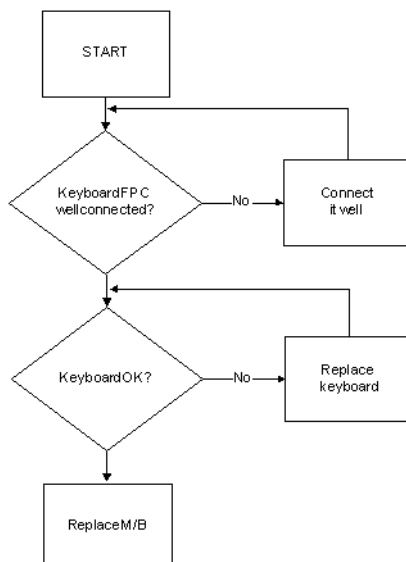 START
KeyboardFPC
wellconnected?
No
Connect
it well
KeyboardOK?
No
Replace
keyboard
ReplaceM/B